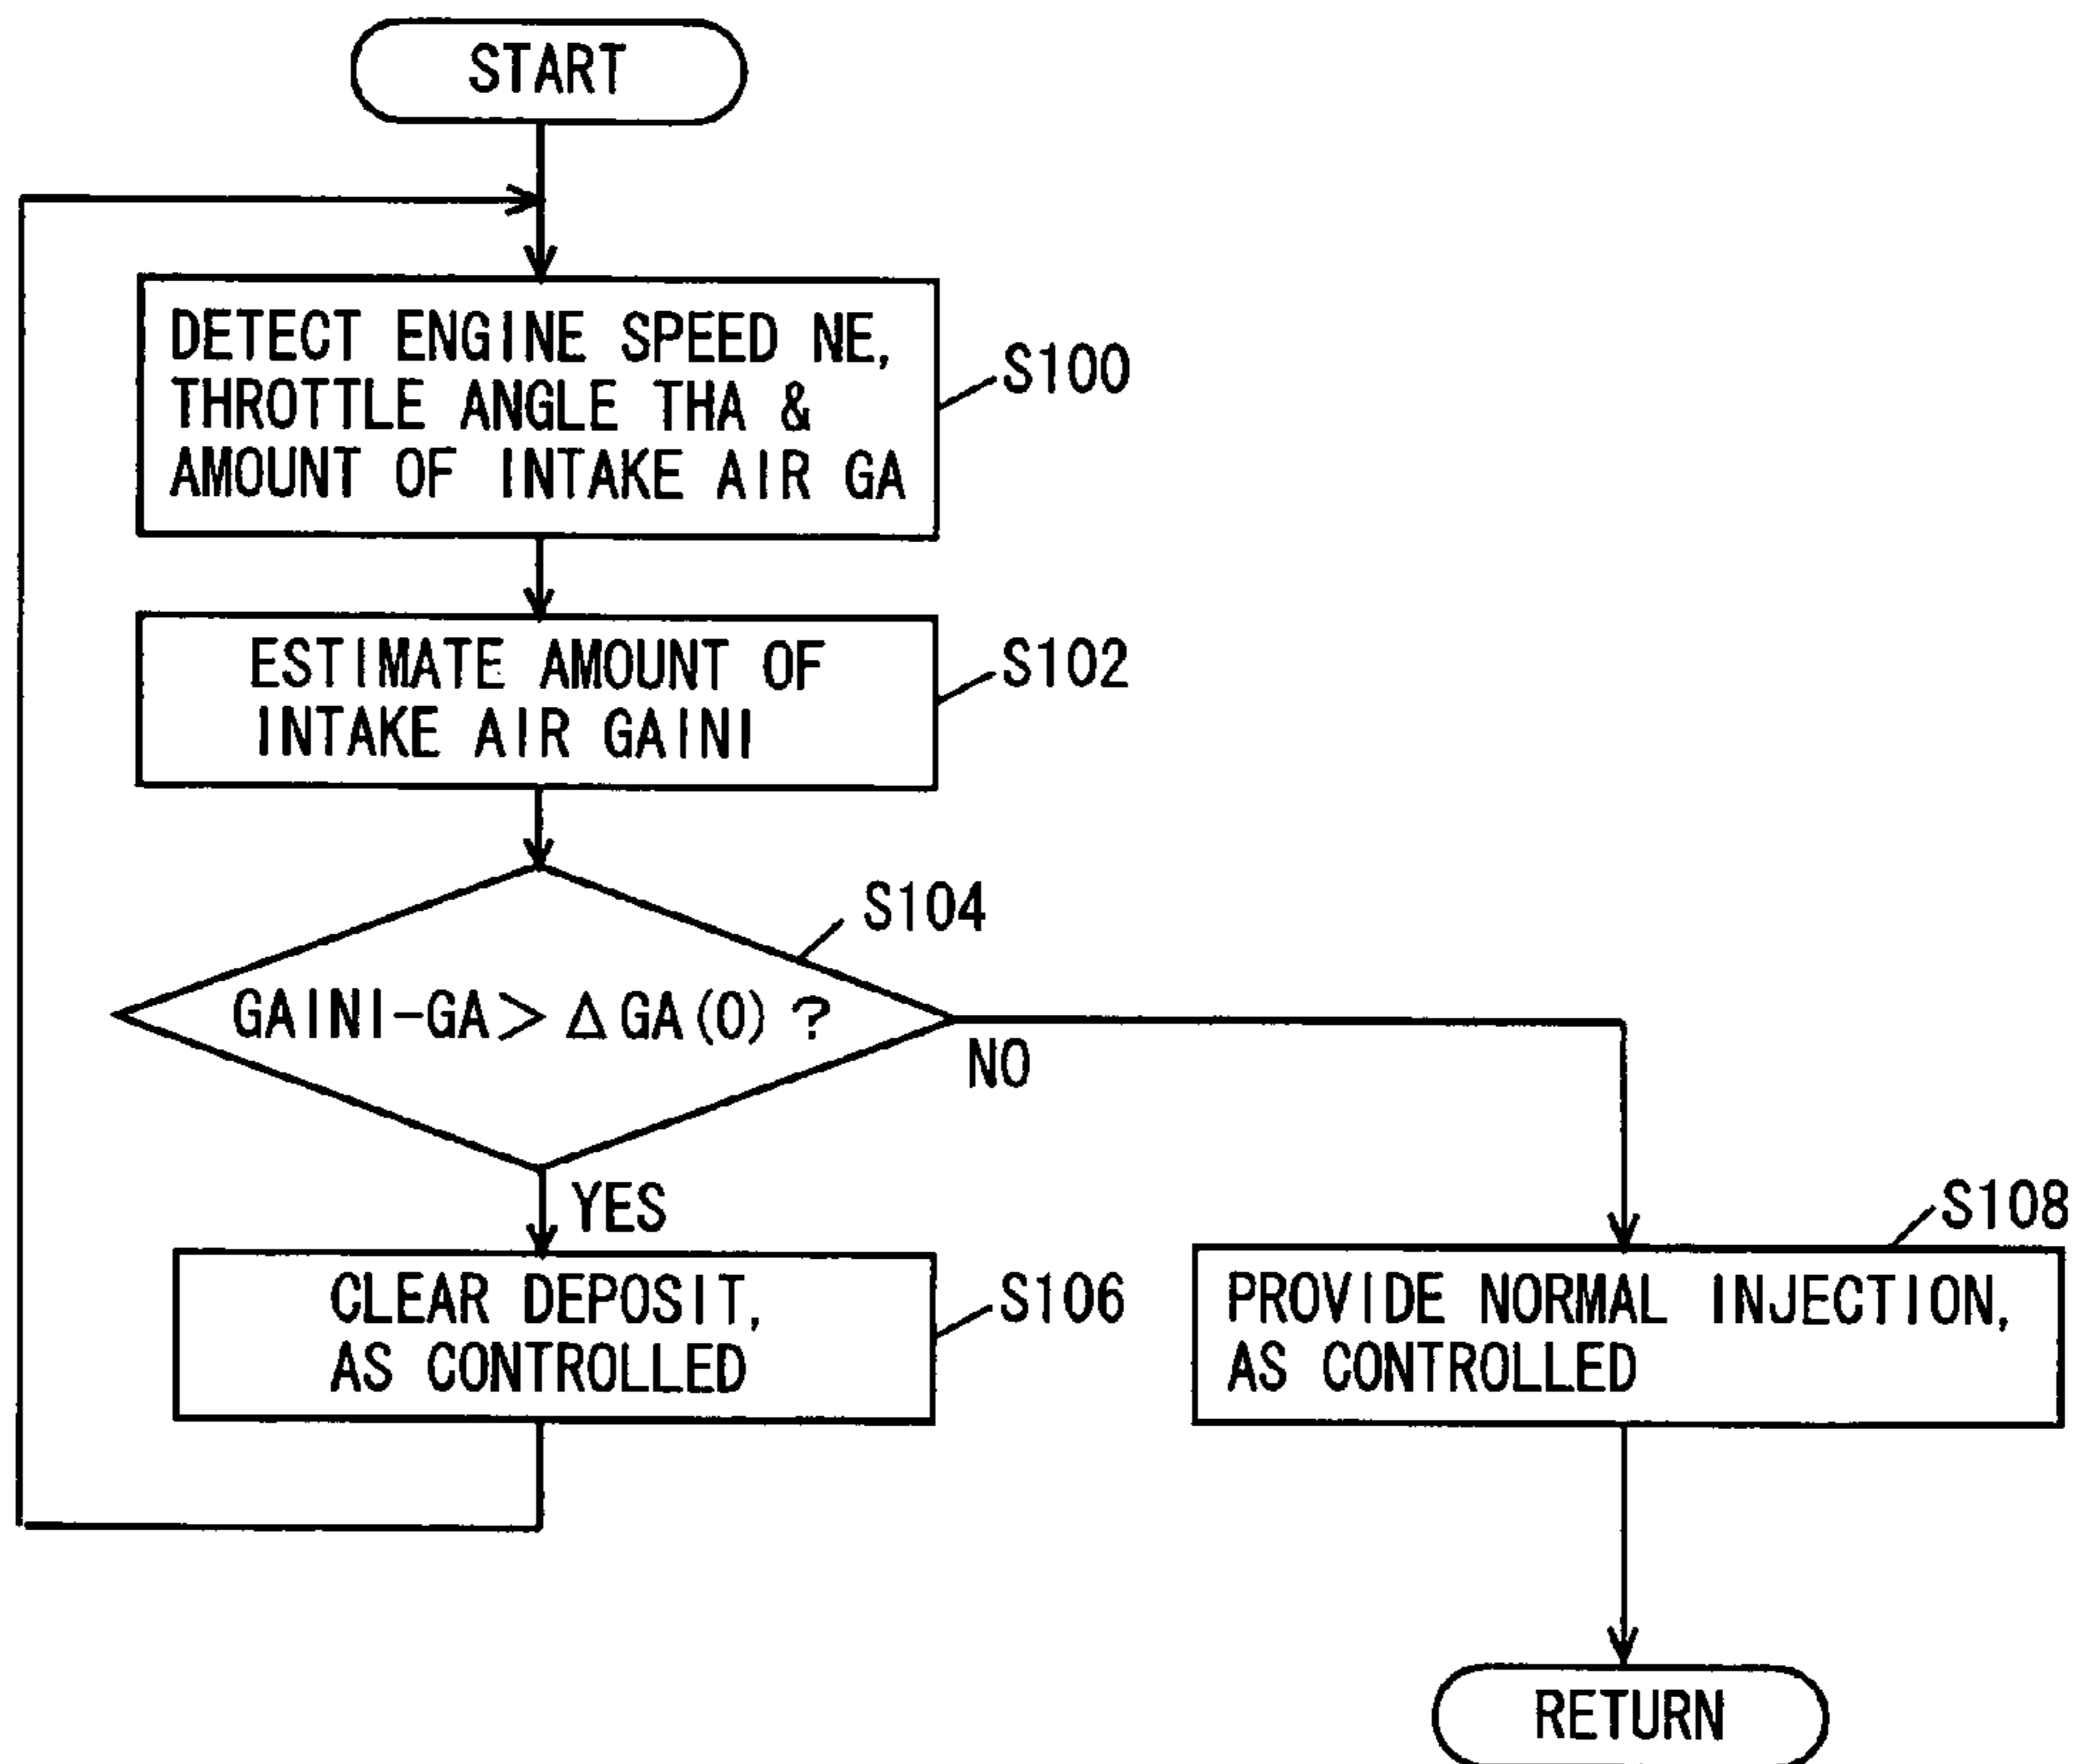 START
DETECT ENGINE SPEED NE,
THROTTLE ANGLE THA &
AMOUNT OF INTAKE AIR GA
S100
ESTIMATE AMOUNT OF
INTAKE AIR GAINI
S102
S104
GAINI-GA> Δ GA(0) ?
NO
YES
CLEAR DEPOSIT,
AS CONTROLLED
S106
S108
PROVIDE NORMAL INJECTION,
AS CONTROLLED
RETURN